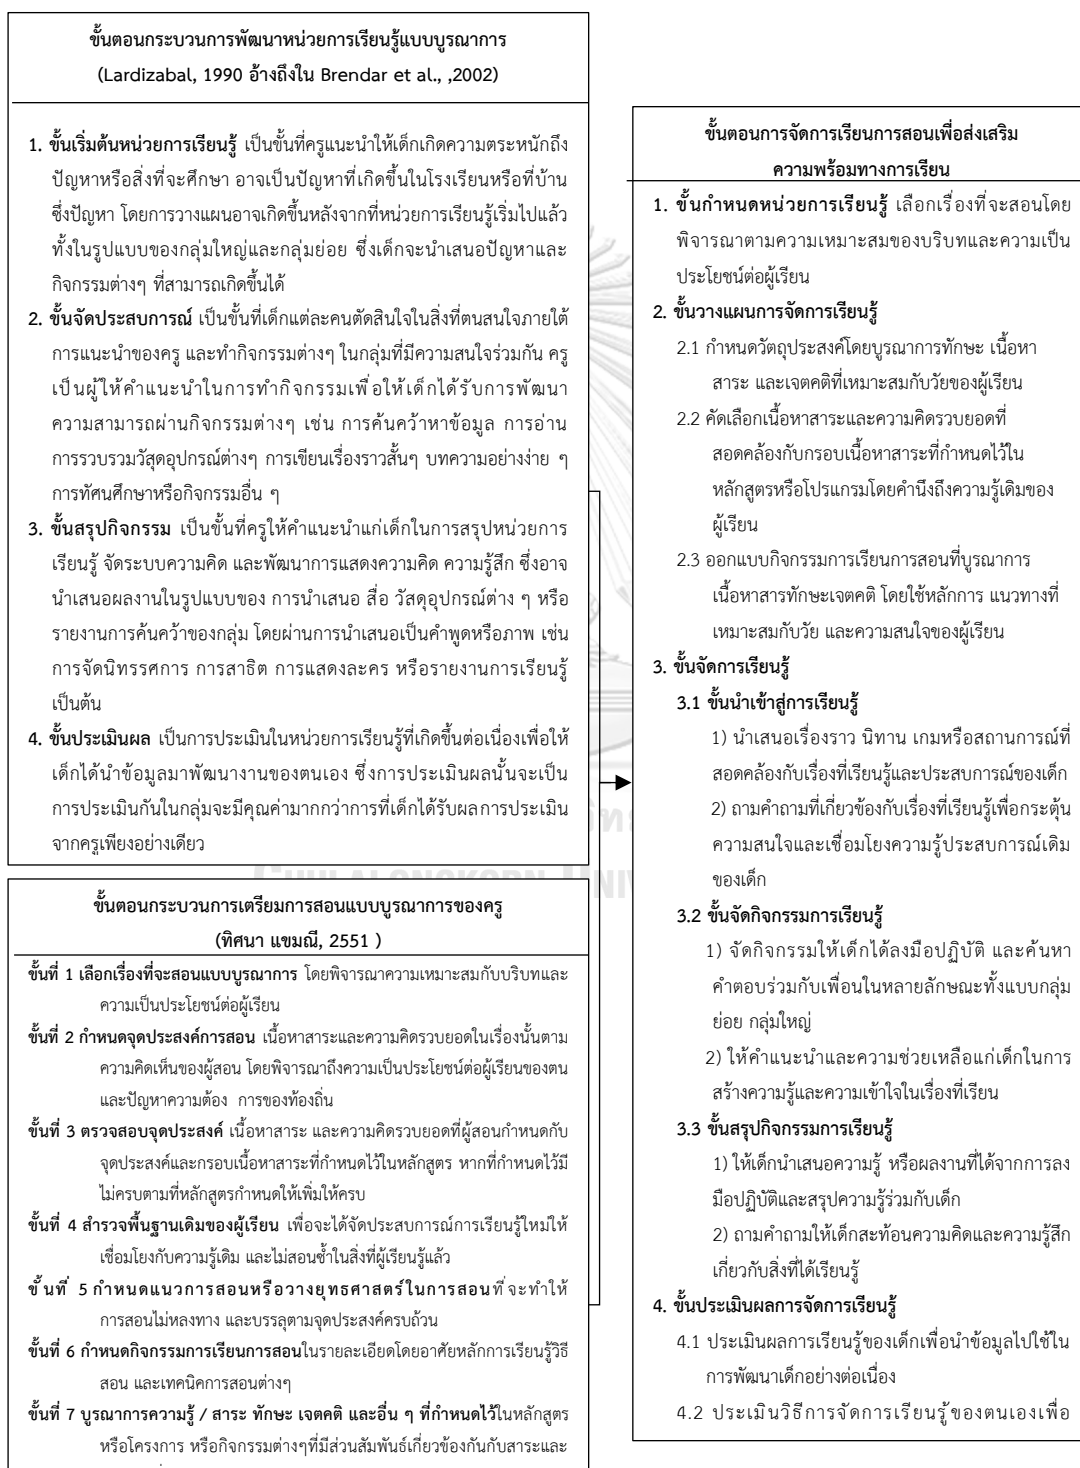 ขั้นตอนกระบวนการพัฒนาหน่วยการเรียนรู้แบบบูรณาการ
(Lardizabal, 1990 อ้างถึงใน Brendar et al., ,2002)
1. ขั้นเริ่มต้นหน่วยการเรียนรู้ เป็นขั้นที่ครูแนะนำให้เด็กเกิดความตระหนักถึง
ปัญหาหรือสิ่งที่จะศึกษา อาจเป็นปัญหาที่เกิดขึ้นในโรงเรียนหรือที่บ้าน
ซึ่งปัญหา โดยการวางแผนอาจเกิดขึ้นหลังจากที่หน่วยการเรียนรู้เริ่มไปแล้ว
ทั้งในรูปแบบของกลุ่มใหญ่และกลุ่มย่อย ซึ่งเด็กจะนำเสนอปัญหาและ
กิจกรรมต่างๆ ที่สามารถเกิดขึ้นได้
2. ขั้นจัดประสบการณ์ เป็นขั้นที่เด็กแต่ละคนตัดสินใจในสิ่งที่ตนสนใจภายใต้
การแนะนำของครู และทำกิจกรรมต่างๆ ในกลุ่มที่มีความสนใจร่วมกัน ครู
เป็นผู้ให้คำแนะนำในการทำกิจกรรมเพื่อให้เด็กได้รับการพัฒนา
ความสามารถผ่านกิจกรรมต่างๆ เช่น การค้นคว้าหาข้อมูล การอ่าน
การรวบรวมวัสดุอุปกรณ์ต่างๆ การเขียนเรื่องราวสั้นๆ บทความอย่างง่าย ๆ
การทัศนศึกษาหรือกิจกรรมอื่น ๆ
3. ขั้นสรุปกิจกรรม เป็นขั้นที่ครูให้คำแนะนำแก่เด็กในการสรุปหน่วยการ
เรียนรู้ จัดระบบความคิด และพัฒนาการแสดงความคิด ความรู้สึก ซึ่งอาจ
นำเสนอผลงานในรูปแบบของ การนำเสนอ สื่อ วัสดุอุปกรณ์ต่าง ๆ หรือ
รายงานการค้นคว้าของกลุ่ม โดยผ่านการนำเสนอเป็นคำพูดหรือภาพ เช่น
การจัดนิทรรศการ การสาธิต การแสดงละคร หรือรายงานการเรียนรู้
เป็นต้น
4. ขั้นประเมินผล เป็นการประเมินในหน่วยการเรียนรู้ที่เกิดขึ้นต่อเนื่องเพื่อให้
เด็กได้นำข้อมูลมาพัฒนางานของตนเอง ซึ่งการประเมินผลนั้นจะเป็น
การประเมินกันในกลุ่มจะมีคุณค่ามากกว่าการที่เด็กได้รับผลการประเมิน
จากครูเพียงอย่างเดียว
ขั้นตอนกระบวนการเตรียมการสอนแบบบูรณาการของครู
(ทิศนา แขมณี, 2551 )
ขั้นที่ 1 เลือกเรื่องที่จะสอนแบบบูรณาการ โดยพิจารณาความเหมาะสมกับบริบทและ
ความเป็นประโยชน์ต่อผู้เรียน
ขั้นที่ 2 กำหนดจุดประสงค์การสอน เนื้อหาสาระและความคิดรวบยอดในเรื่องนั้นตาม
ความคิดเห็นของผู้สอน โดยพิจารณาถึงความเป็นประโยชน์ต่อผู้เรียนของตน
และปัญหาความต้อง การของท้องถิ่น
ขั้นที่ 3 ตรวจสอบจุดประสงค์ เนื้อหาสาระ และความคิดรวบยอดที่ผู้สอนกำหนดกับ
จุดประสงค์และกรอบเนื้อหาสาระที่กำหนดไว้ในหลักสูตร หากที่กำหนดไว้มี
ไม่ครบตามที่หลักสูตรกำหนดให้เพิ่มให้ครบ
ขั้นที่ 4 สำรวจพื้นฐานเดิมของผู้เรียน เพื่อจะได้จัดประสบการณ์การเรียนรู้ใหม่ให้
เชื่อมโยงกับความรู้เดิม และไม่สอนซ้ำในสิ่งที่ผู้เรียนรู้แล้ว
ขั้นที่ 5 กำหนดแนวการสอนหรือวางยุทธศาสตร์ในการสอนที่จะทำให้
การสอนไม่หลงทาง และบรรลุตามจุดประสงค์ครบถ้วน
ขั้นที่ 6 กำหนดกิจกรรมการเรียนการสอนในรายละเอียดโดยอาศัยหลักการเรียนรู้วิธี
สอน และเทคนิคการสอนต่างๆ
ขั้นที่ 7 บูรณาการความรู้ / สาระ ทักษะ เจตคติ และอื่น ๆ ที่กำหนดไว้ในหลักสูตร
หรือโครงการ หรือกิจกรรมต่างๆที่มีส่วนสัมพันธ์เกี่ยวข้องกันกับสาระและ
ขั้นตอนการจัดการเรียนการสอนเพื่อส่งเสริม
ความพร้อมทางการเรียน
1. ขั้นกำหนดหน่วยการเรียนรู้ เลือกเรื่องที่จะสอนโดย
พิจารณาตามความเหมาะสมของบริบทและความเป็น
ประโยชน์ต่อผู้เรียน
2. ขั้นวางแผนการจัดการเรียนรู้
2.1 กำหนดวัตถุประสงค์โดยบูรณาการทักษะ เนื้อหา
สาระ และเจตคติที่เหมาะสมกับวัยของผู้เรียน
2.2 คัดเลือกเนื้อหาสาระและความคิดรวบยอดที่
สอดคล้องกับกรอบเนื้อหาสาระที่กำหนดไว้ใน
หลักสูตรหรือโปรแกรมโดยคำนึงถึงความรู้เดิมของ
ผู้เรียน
2.3 ออกแบบกิจกรรมการเรียนการสอนที่บูรณาการ
เนื้อหาสารทักษะเจตคติ โดยใช้หลักการ แนวทางที่
เหมาะสมกับวัย และความสนใจของผู้เรียน
3. ขั้นจัดการเรียนรู้
3.1 ขั้นนำเข้าสู่การเรียนรู้
1) นำเสนอเรื่องราว นิทาน เกมหรือสถานการณ์ที่
สอดคล้องกับเรื่องที่เรียนรู้และประสบการณ์ของเด็ก
2) ถามคำถามที่เกี่ยวข้องกับเรื่องที่เรียนรู้เพื่อกระตุ้น
ความสนใจและเชื่อมโยงความรู้ประสบการณ์เดิม
ของเด็ก
3.2 ขั้นจัดกิจกรรมการเรียนรู้
1) จัดกิจกรรมให้เด็กได้ลงมือปฏิบัติ และค้นหา
คำตอบร่วมกับเพื่อนในหลายลักษณะทั้งแบบกลุ่ม
ย่อย กลุ่มใหญ่
2) ให้คำแนะนำและความช่วยเหลือแก่เด็กในการ
สร้างความรู้และความเข้าใจในเรื่องที่เรียน
3.3 ขั้นสรุปกิจกรรมการเรียนรู้
1) ให้เด็กนำเสนอความรู้ หรือผลงานที่ได้จากการลง
มือปฏิบัติและสรุปความรู้ร่วมกับเด็ก
2) ถามคำถามให้เด็กสะท้อนความคิดและความรู้สึก
เกี่ยวกับสิ่งที่ได้เรียนรู้
4. ขั้นประเมินผลการจัดการเรียนรู้
4.1 ประเมินผลการเรียนรู้ของเด็กเพื่อนำข้อมูลไปใช้ใน
การพัฒนาเด็กอย่างต่อเนื่อง
4.2 ประเมินวิธีการจัดการเรียนรู้ของตนเองเพื่อ